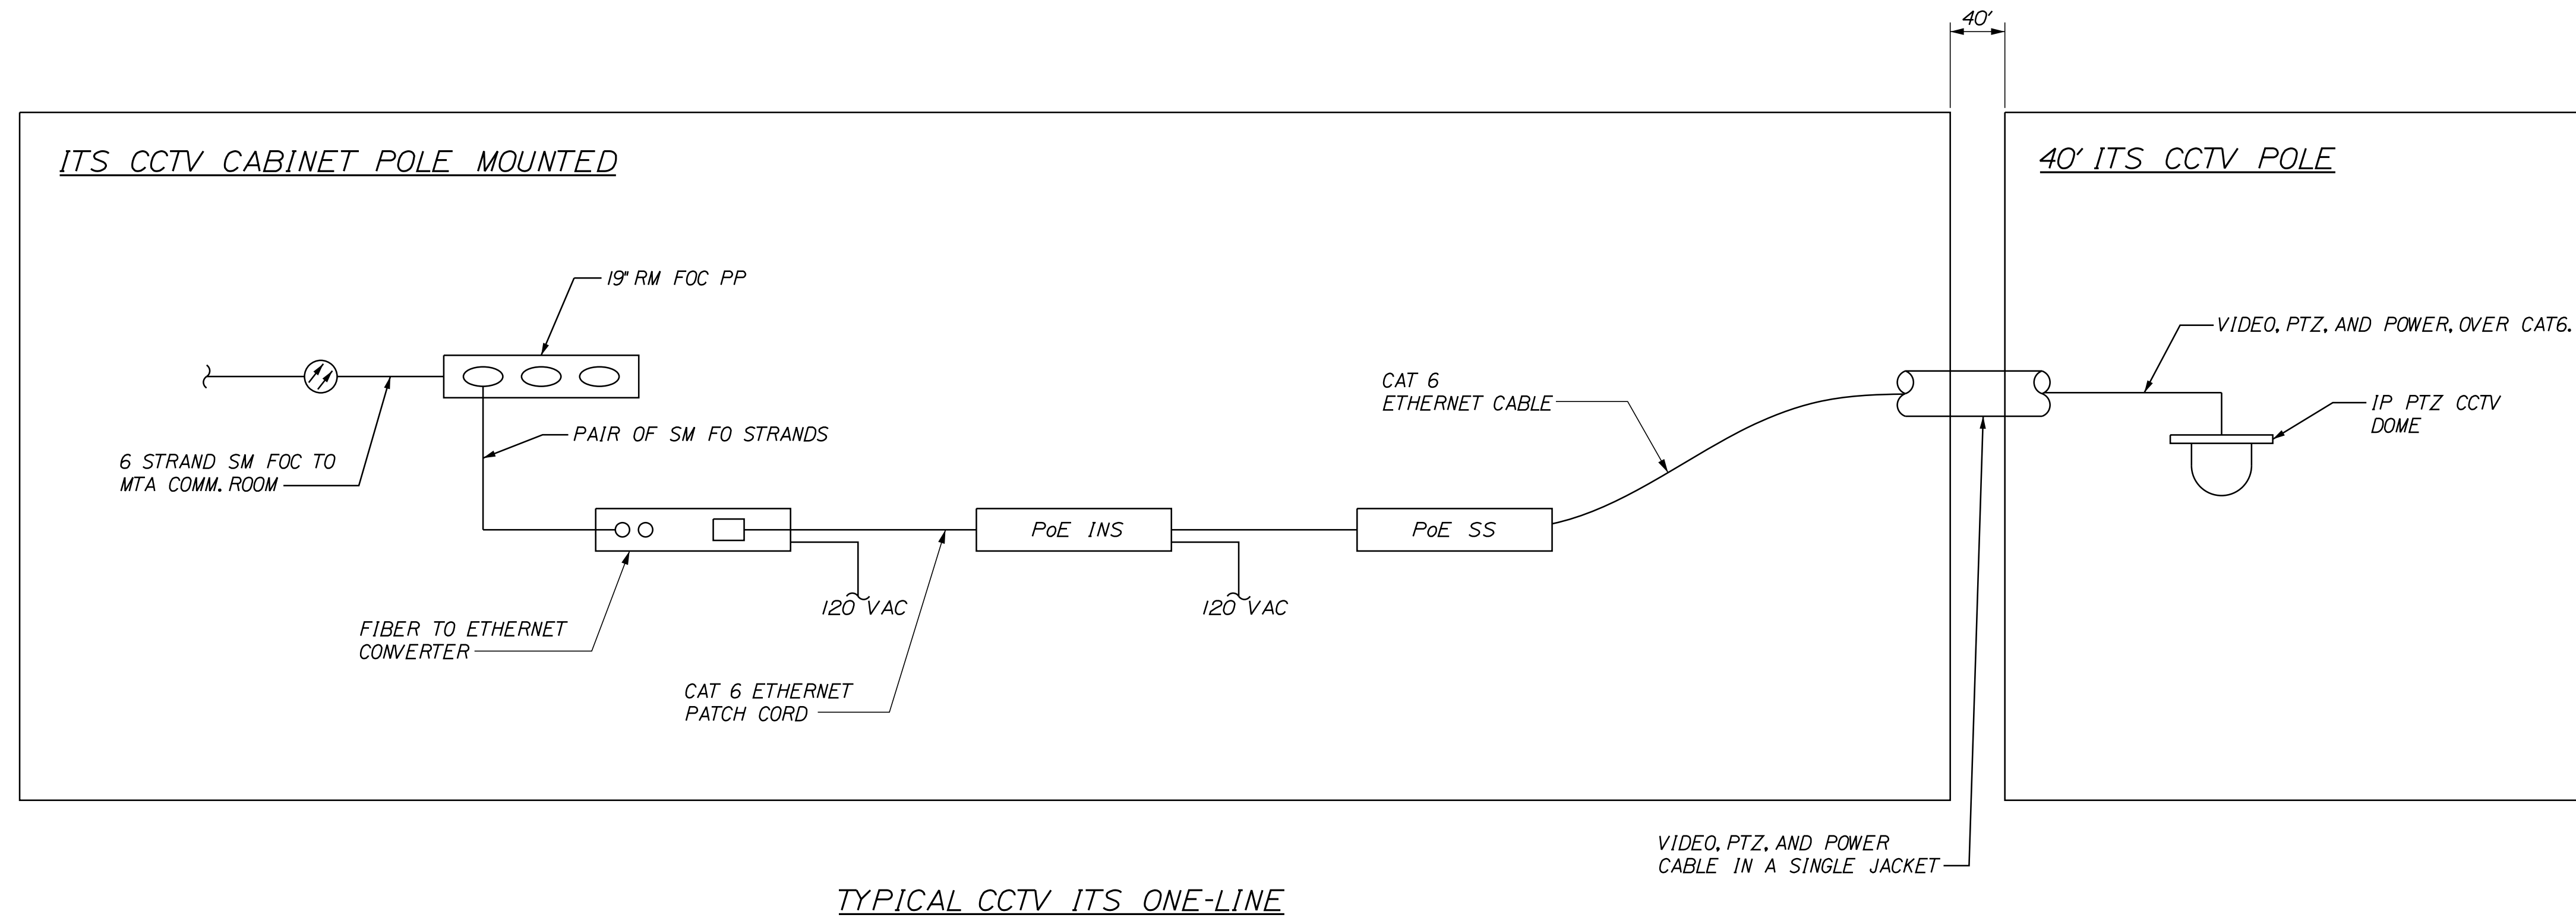 40'
ITS CCTV CABINET POLE MOUNTED
40' ITS CCTV POLE
19" RM FOC PP
VIDEO, PTZ, AND POWER, OVER CAT6.
CAT 6
ETHERNET CABLE
IP PTZ CCTV
DOME
PAIR OF SM FO STRANDS
6 STRAND SM FOC TO
MTA COMM. ROOM
PoE INS
PoE SS
120 VAC
120 VAC
FIBER TO ETHERNET
CONVERTER
CAT 6 ETHERNET
PATCH CORD
VIDEO, PTZ, AND POWER
CABLE IN A SINGLE JACKET
TYPICAL CCTV ITS ONE-LINE